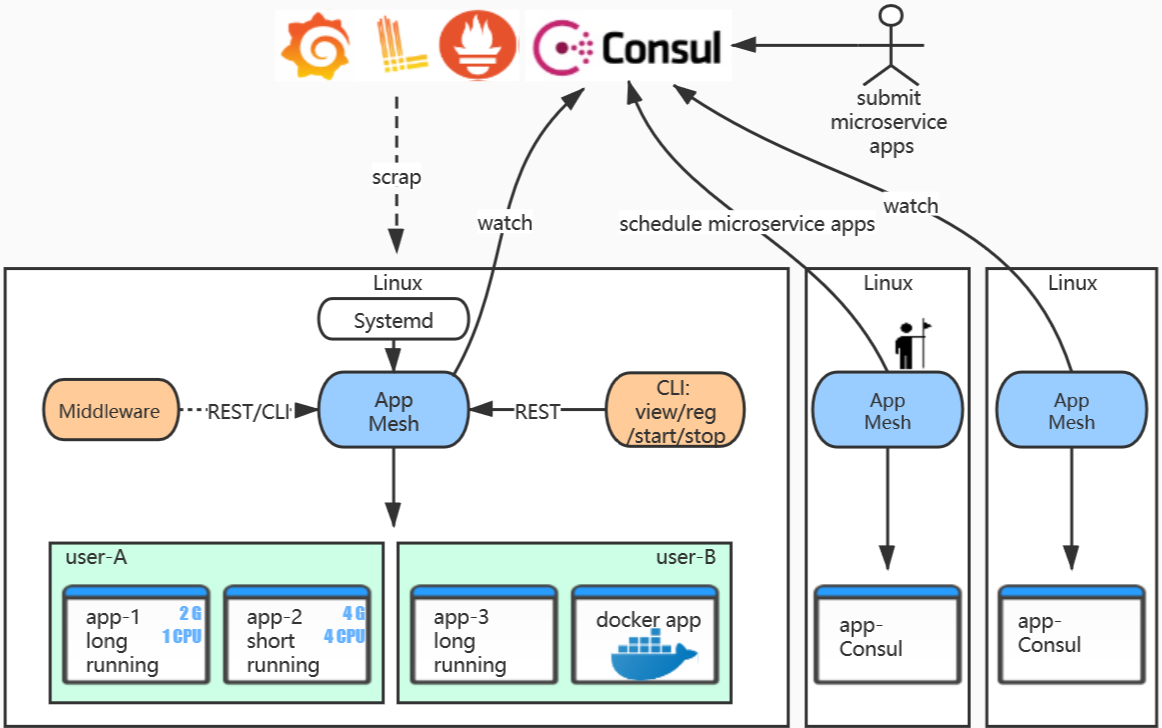 Consul
submit
microservice
apps
scrap
watch
schedule microservice apps
watch
Linux
Systemd
Middleware
REST/CLI
App
Mesh
REST
CLI:
view/reg
/start/stop
user-A
app-1
long
running
2 G
1 CPU
app-2
short
running
4 G
4 CPU
user-B
app-3
long
running
docker app
Linux
App
Mesh
app-
Consul
Linux
App
Mesh
app-
Consul